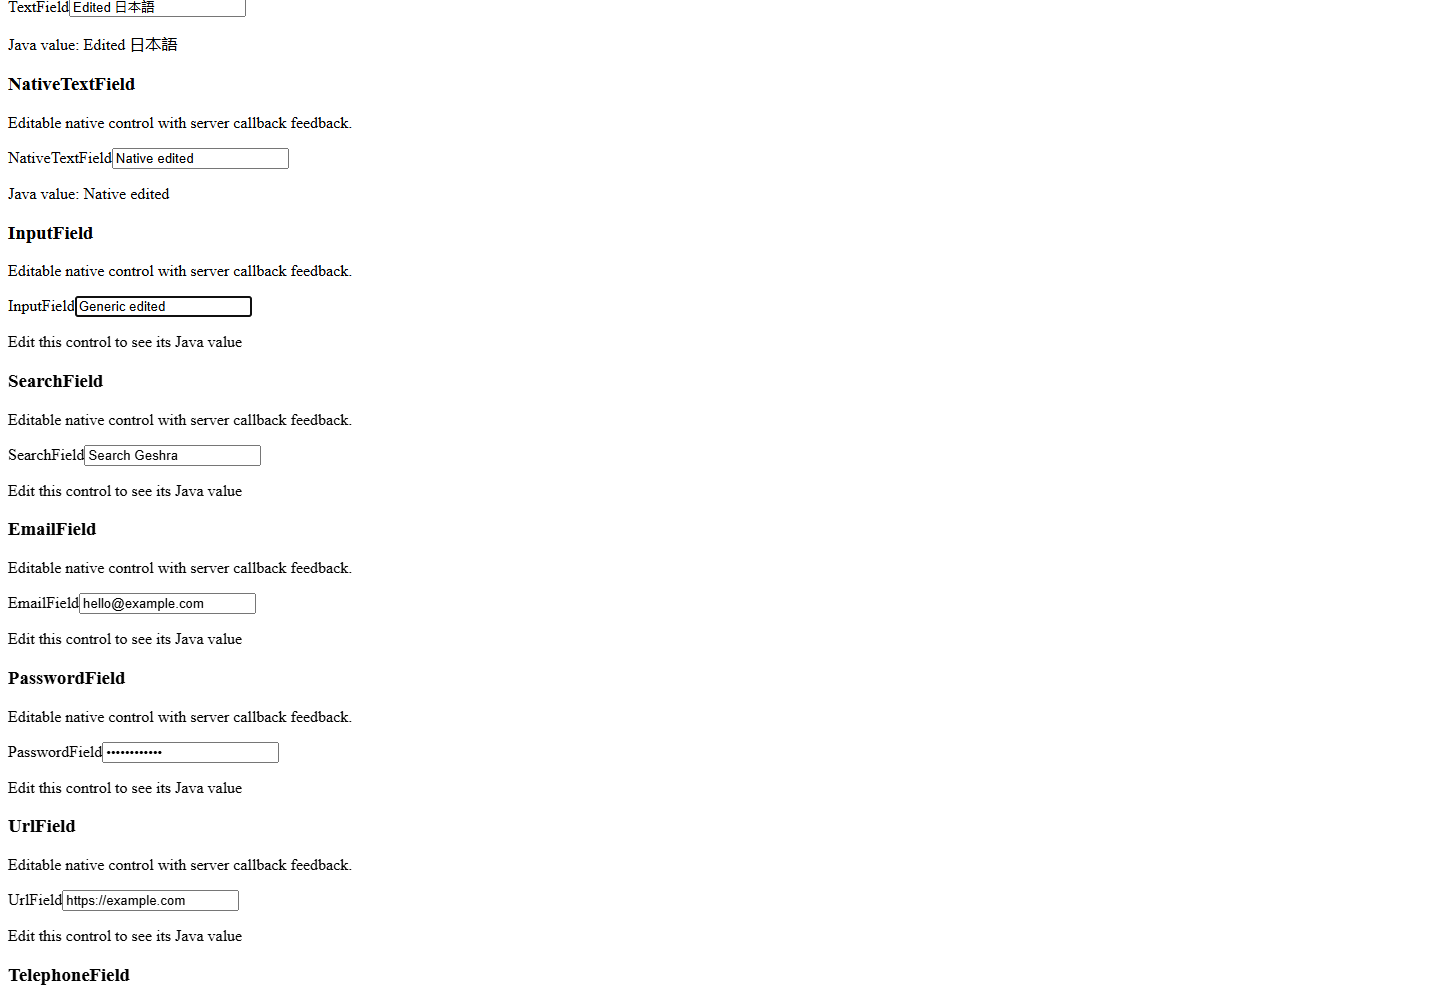 TextField Edited 日本語
Java value: Edited 日本語
NativeTextField
Editable native control with server callback feedback.
NativeTextField Native edited
Java value: Native edited
InputField
Editable native control with server callback feedback.
InputField Generic edited
Edit this control to see its Java value
SearchField
Editable native control with server callback feedback.
SearchField Search Geshra
Edit this control to see its Java value
EmailField
Editable native control with server callback feedback.
EmailField hello@example.com
Edit this control to see its Java value
PasswordField
Editable native control with server callback feedback.
PasswordField ••••••••••••
Edit this control to see its Java value
UrlField
Editable native control with server callback feedback.
UrlField https://example.com
Edit this control to see its Java value
TelephoneField